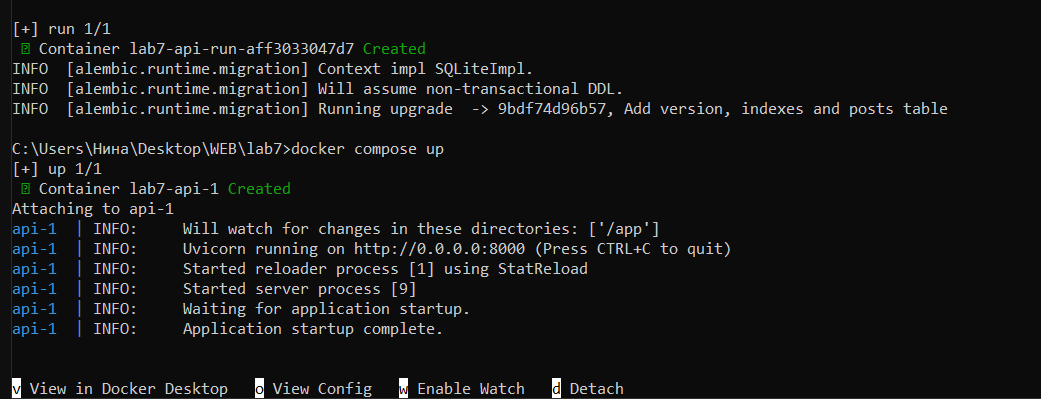 [+] run 1/1
Container lab7-api-run-aff3033047d7 Created
INFO  [alembic.runtime.migration] Context impl SQLiteImpl.
INFO  [alembic.runtime.migration] Will assume non-transactional DDL.
INFO  [alembic.runtime.migration] Running upgrade  -> 9bdf74d96b57, Add version, indexes and posts table
C:\Users\Нина\Desktop\WEB\lab7>docker compose up
[+] up 1/1
Container lab7-api-1 Created
Attaching to api-1
api-1  | INFO:     Will watch for changes in these directories: ['/app']
api-1  | INFO:     Uvicorn running on http://0.0.0.0:8000 (Press CTRL+C to quit)
api-1  | INFO:     Started reloader process [1] using StatReload
api-1  | INFO:     Started server process [9]
api-1  | INFO:     Waiting for application startup.
api-1  | INFO:     Application startup complete.
v View in Docker Desktop   o View Config   w Enable Watch   d Detach